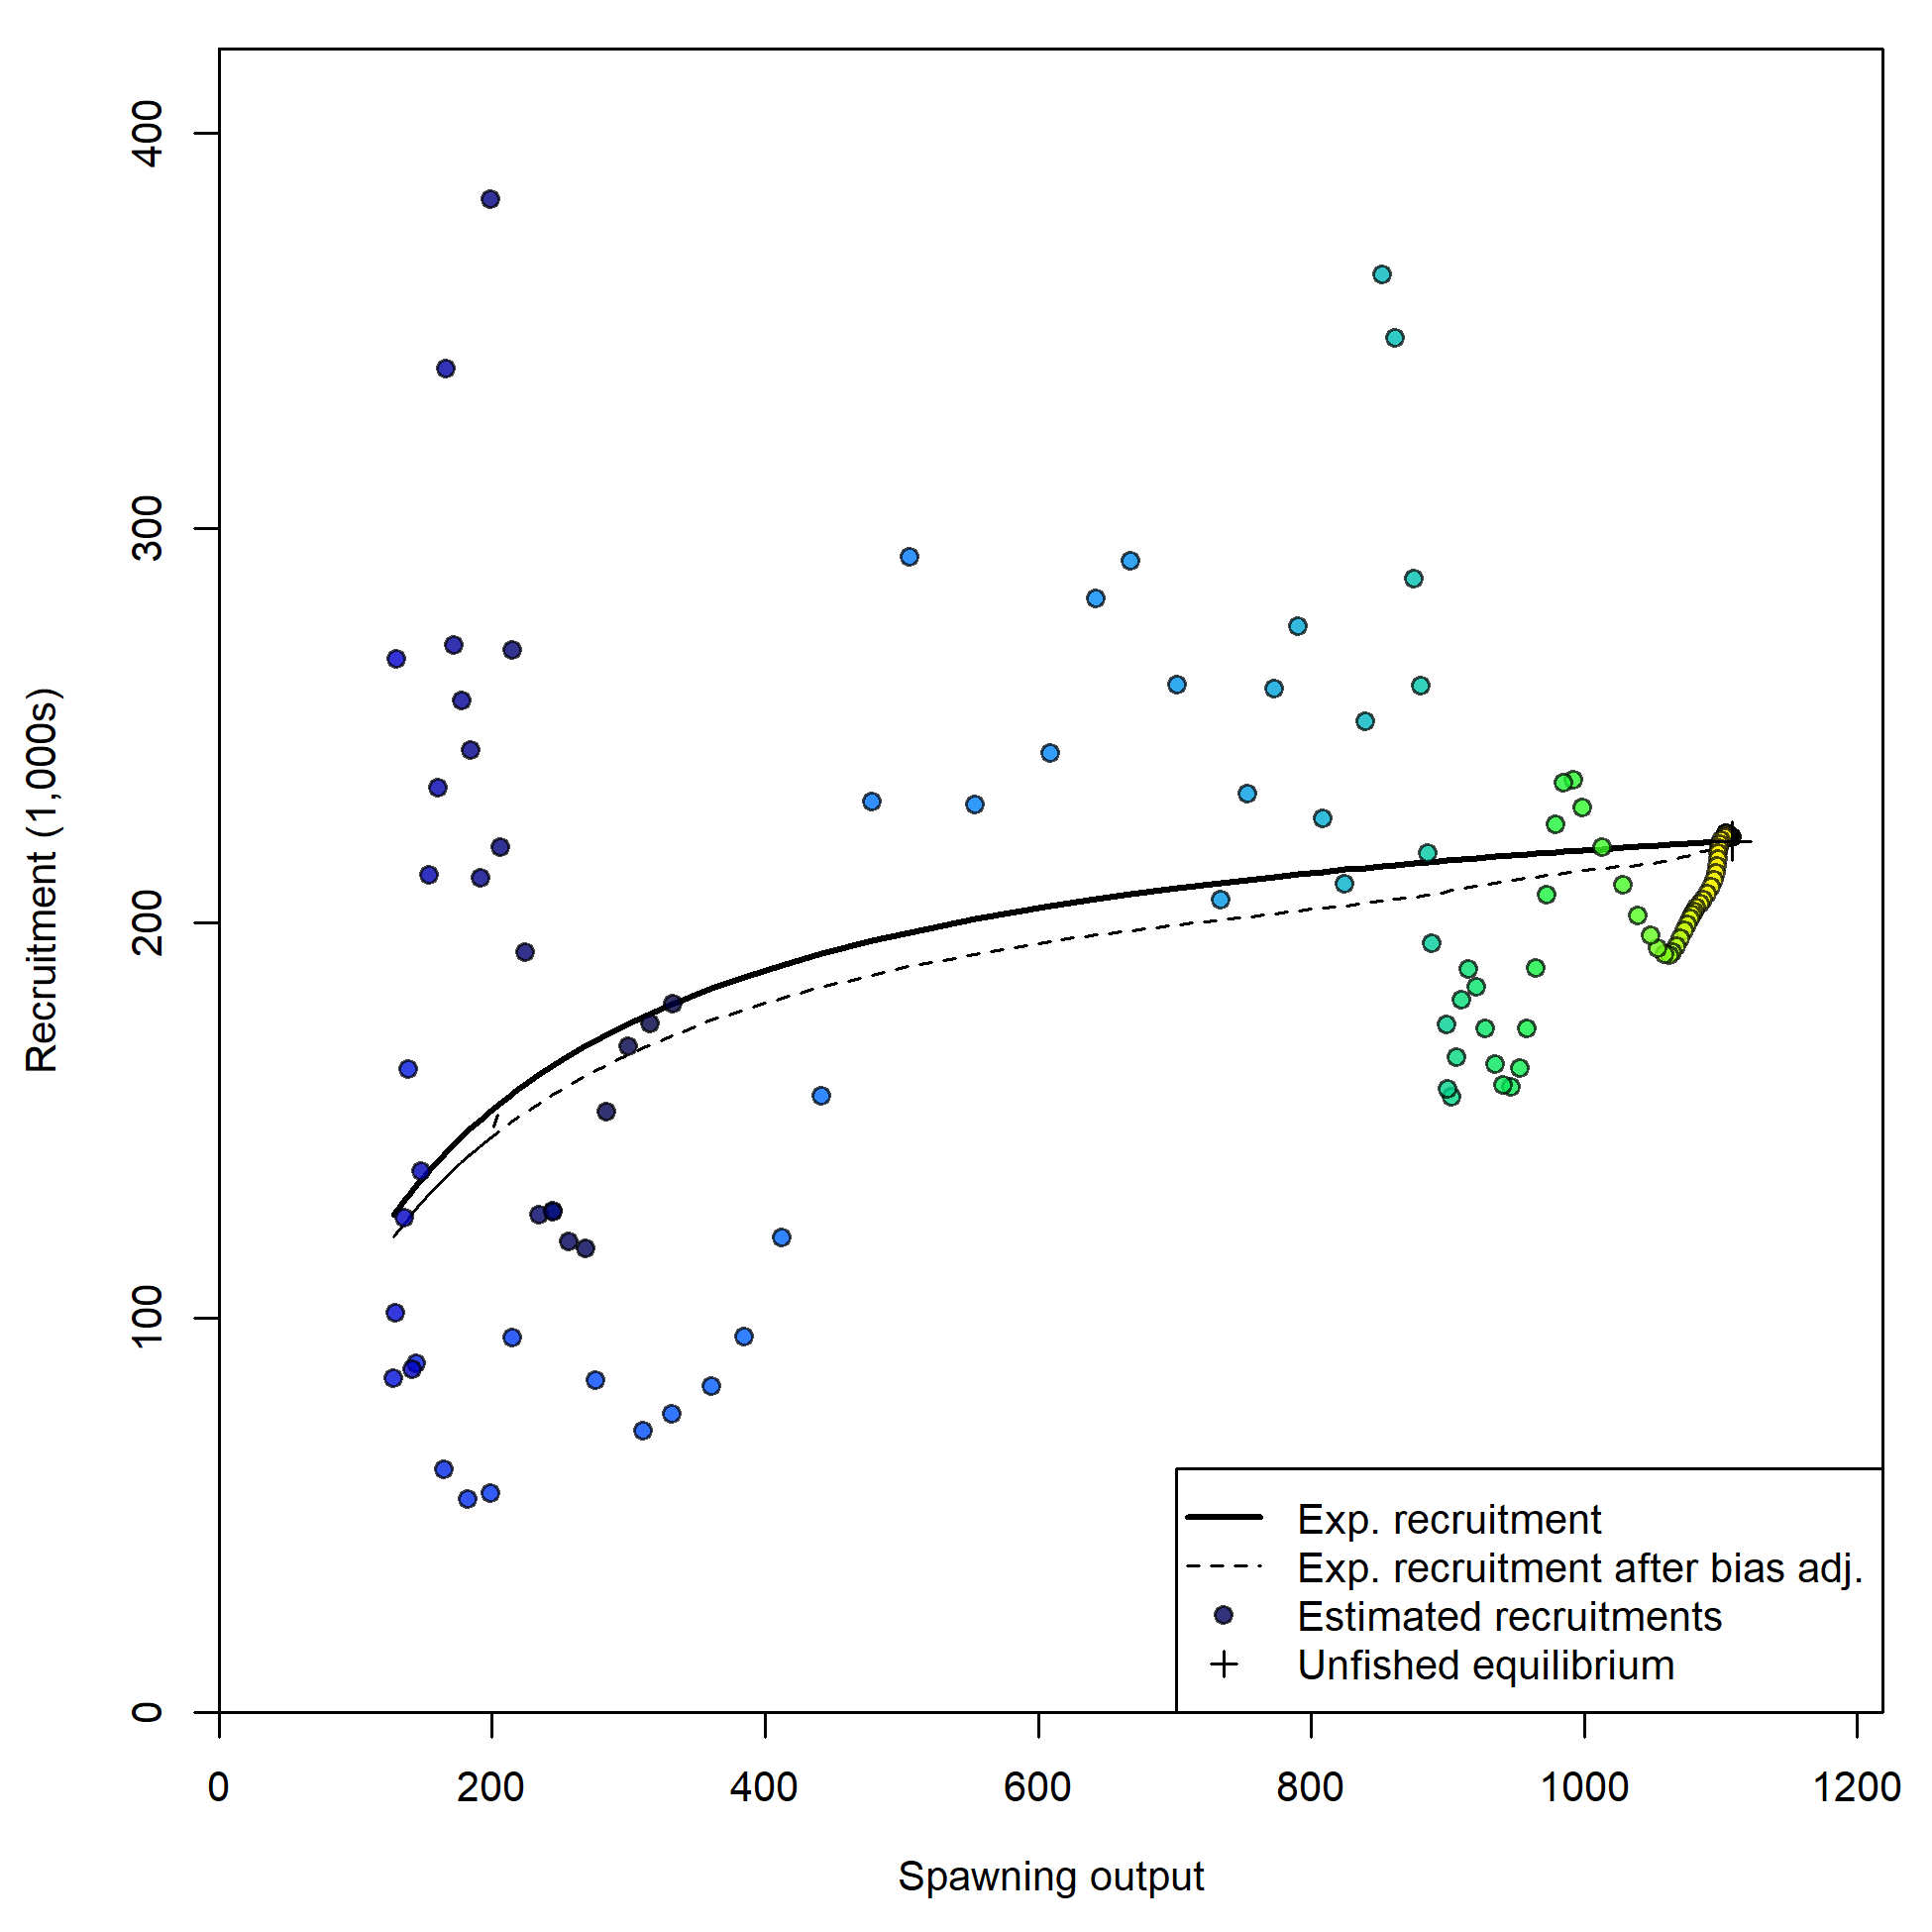 400
300
200
100
0
Recruitment (1,000s)
Exp. recruitment
Exp. recruitment after bias adj.
Estimated recruitments
Unfished equilibrium
0 200 400 600 800 1000 1200
Spawning output